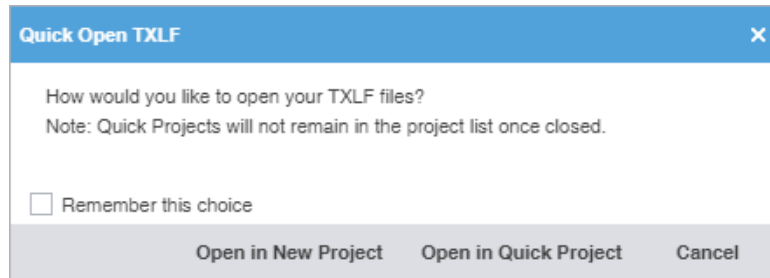 Quick Open TXLF
How would you like to open your TXLF files?
Note: Quick Projects will not remain in the project list once closed.
Remember this choice
Open in New Project Open in Quick Project Cancel